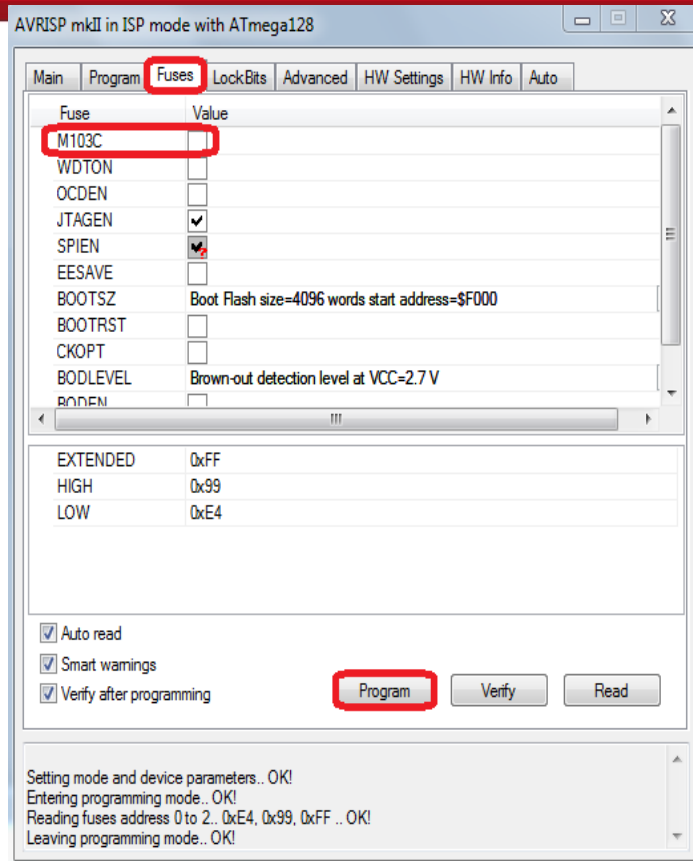 AVRISP mkII in ISP mode with ATmega128
Main Program Fuses LockBits Advanced HW Settings HW Info Auto
Fuse Value
M103C
WDTON
OCDEN
JTAGEN
SPIEN
EESAVE
BOOTSZ Boot Flash size=4096 words start address=$F000
BOOTRST
CKOPT
BODLEVEL Brown-out detection level at VCC=2.7 V
BODEN
EXTENDED 0xFF
HIGH 0x99
LOW 0xE4
Auto read
Smart warnings
Verify after programming
Program Verify Read
Setting mode and device parameters.. OK!
Entering programming mode.. OK!
Reading fuses address 0 to 2.. 0xE4, 0x99, 0xFF .. OK!
Leaving programming mode.. OK!